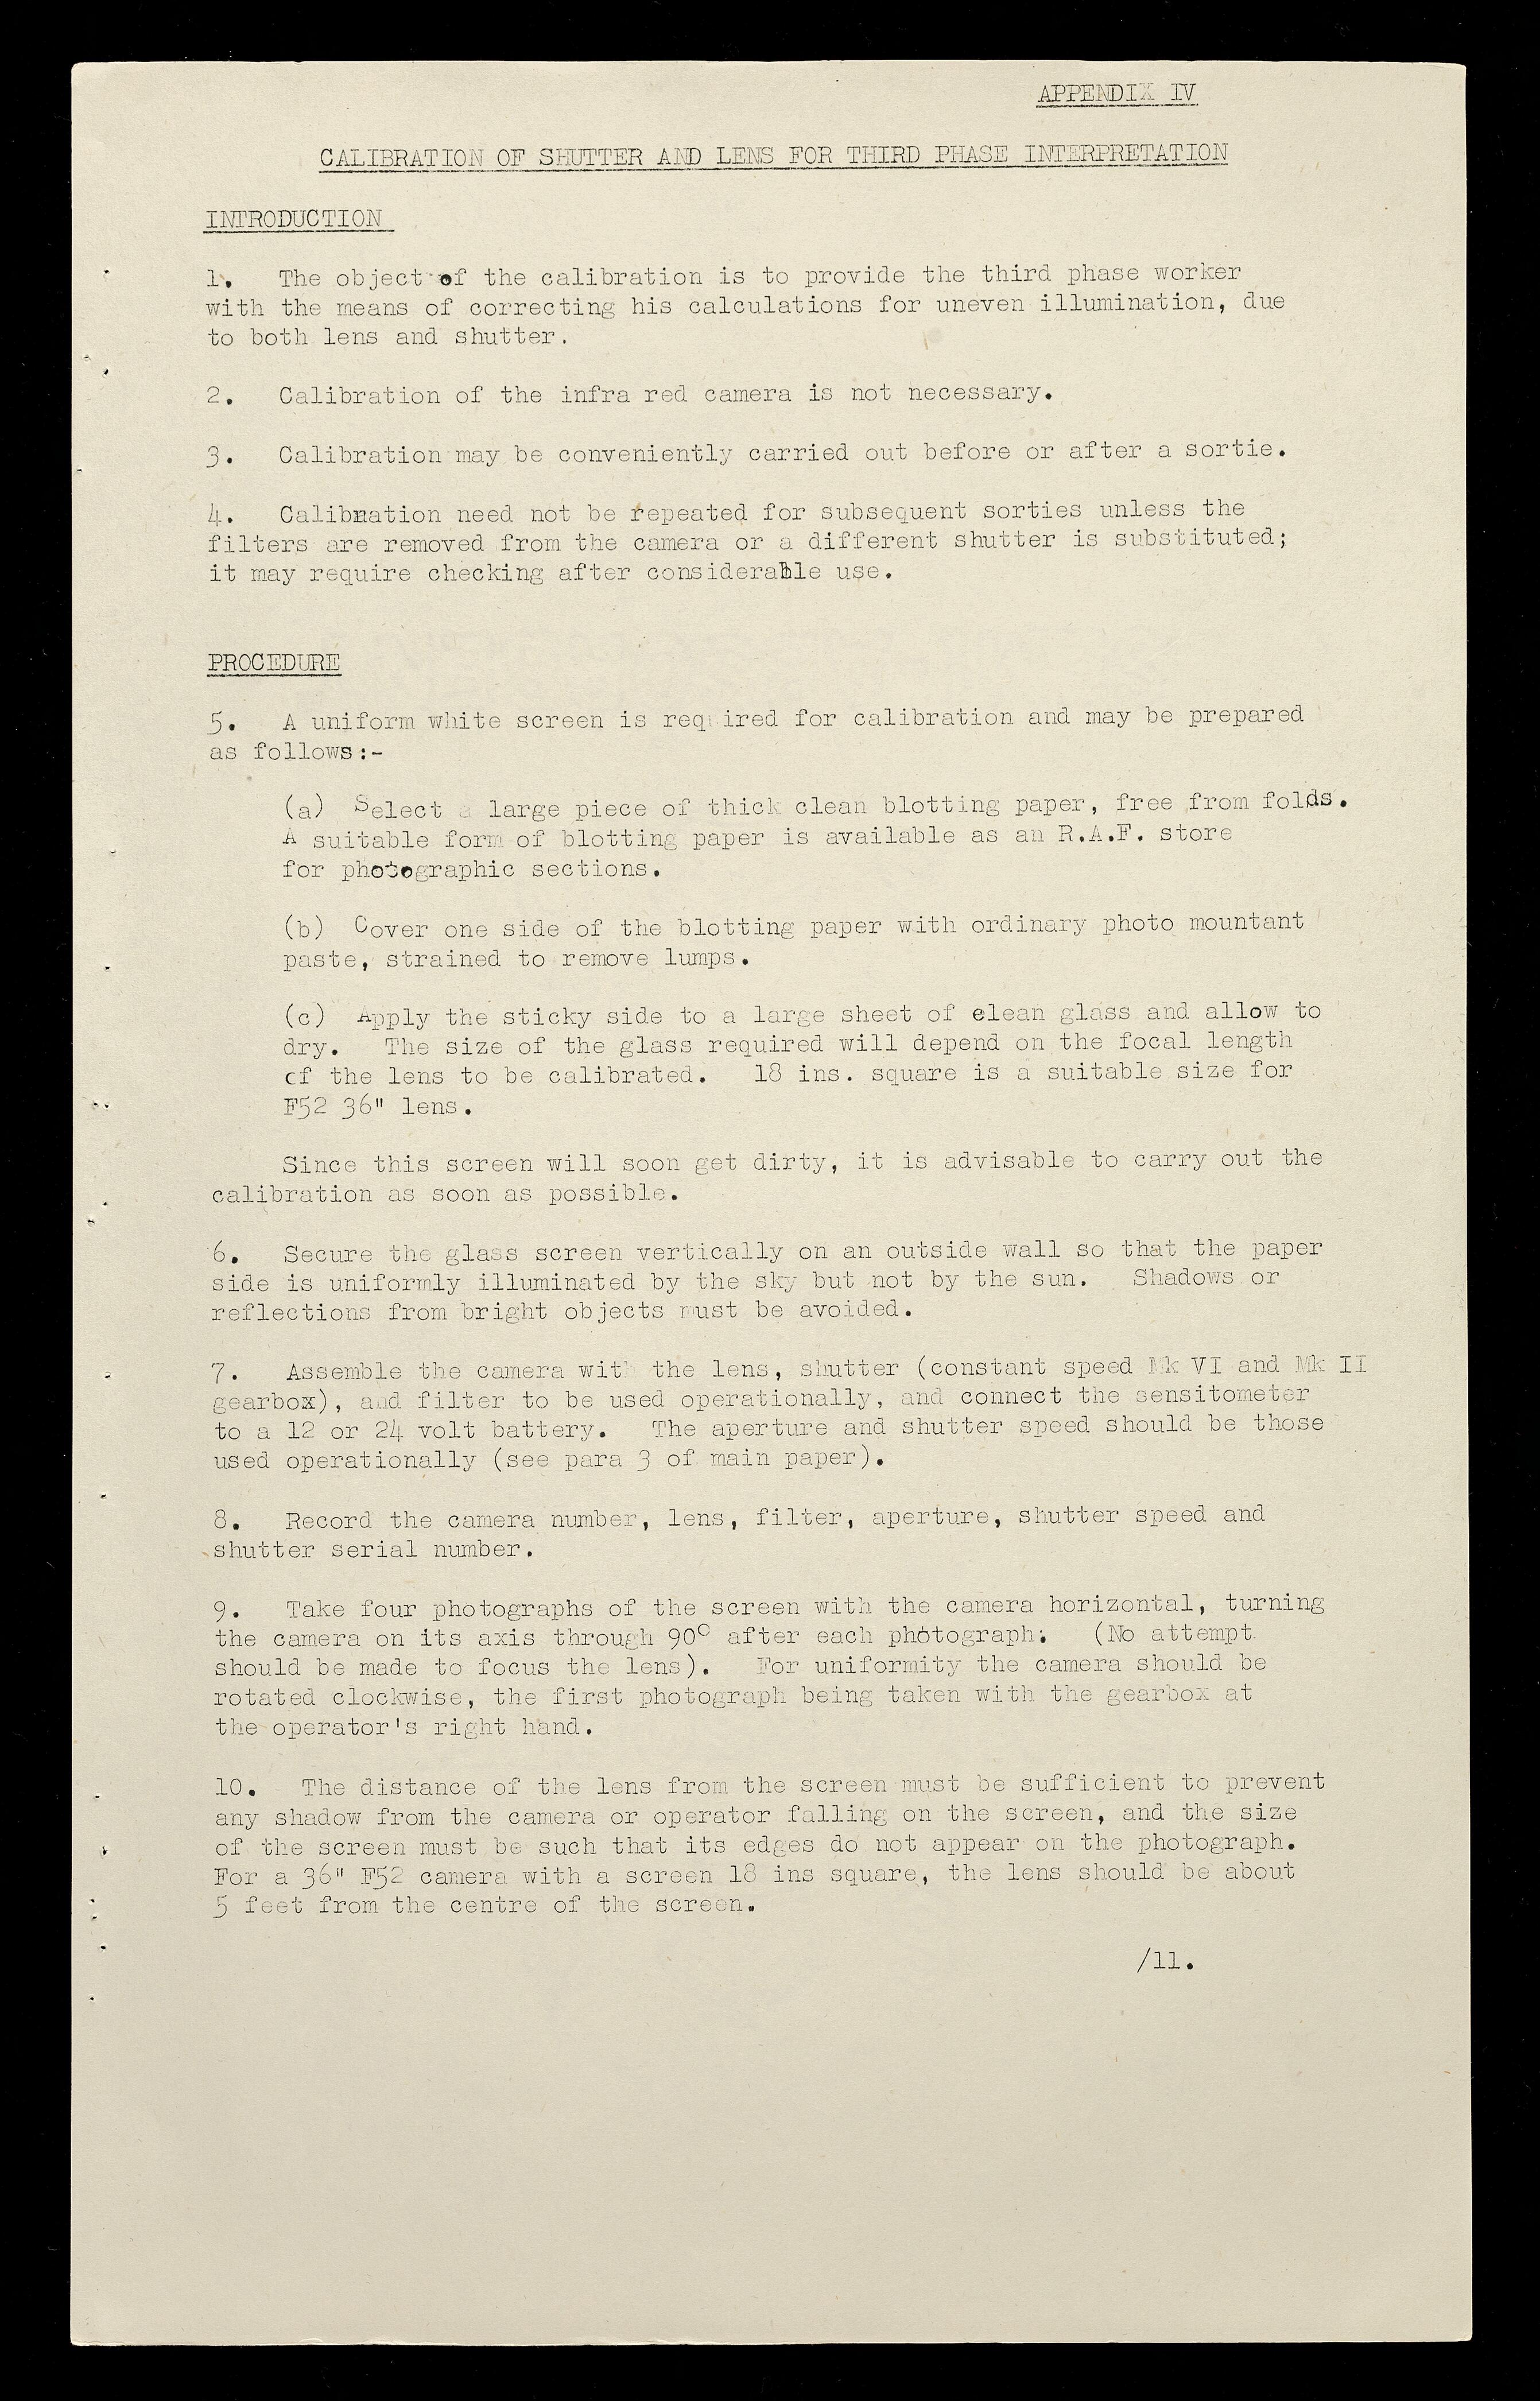 APPENDIX IV
CALIBRATION OF SHUTTER AND LENS FOR THIRD PHASE INTERPRETATION
INTRODUCTION
1. The object of the calibration is to provide the third phase worker
with the means of correcting his calculations for uneven illumination, due
to both lens and shutter.
2. Calibration of the infra red camera is not necessary.
3. Calibration may be conveniently carried out before or after a sortie.
4. Calibration need not be repeated for subsequent sorties unless the
filters are removed from the camera or a different shutter is substituted;
it may require checking after considerable use.
PROCEDURE
5. A uniform white screen is required for calibration and may be prepared
as follows:-
(a) Select a large piece of thick clean blotting paper, free from folds.
A suitable form of blotting paper is available as an R.A.F. store
for photographic sections.
(b) Cover one side of the blotting paper with ordinary photo mountant
paste, strained to remove lumps.
(c) Apply the sticky side to a large sheet of clean glass and allow to
dry. The size of the glass required will depend on the focal length
of the lens to be calibrated. 18 ins. square is a suitable size for
F52 36" lens.
Since this screen will soon get dirty, it is advisable to carry out the
calibration as soon as possible.
6. Secure the glass screen vertically on an outside wall so that the paper
side is uniformly illuminated by the sky but not by the sun. Shadows or
reflections from bright objects must be avoided.
7. Assemble the camera with the lens, shutter (constant speed Mk VI and Mk II
gearbox), and filter to be used operationally, and connect the sensitometer
to a 12 or 24 volt battery. The aperture and shutter speed should be those
used operationally (see para 3 of main paper).
8. Record the camera number, lens, filter, aperture, shutter speed and
shutter serial number.
9. Take four photographs of the screen with the camera horizontal, turning
the camera on its axis through 90° after each photograph. (No attempt
should be made to focus the lens). For uniformity the camera should be
rotated clockwise, the first photograph being taken with the gearbox at
the operator's right hand.
10. The distance of the lens from the screen must be sufficient to prevent
any shadow from the camera or operator falling on the screen, and the size
of the screen must be such that its edges do not appear on the photograph.
For a 36" F52 camera with a screen 18 ins square, the lens should be about
5 feet from the centre of the screen.
/11.